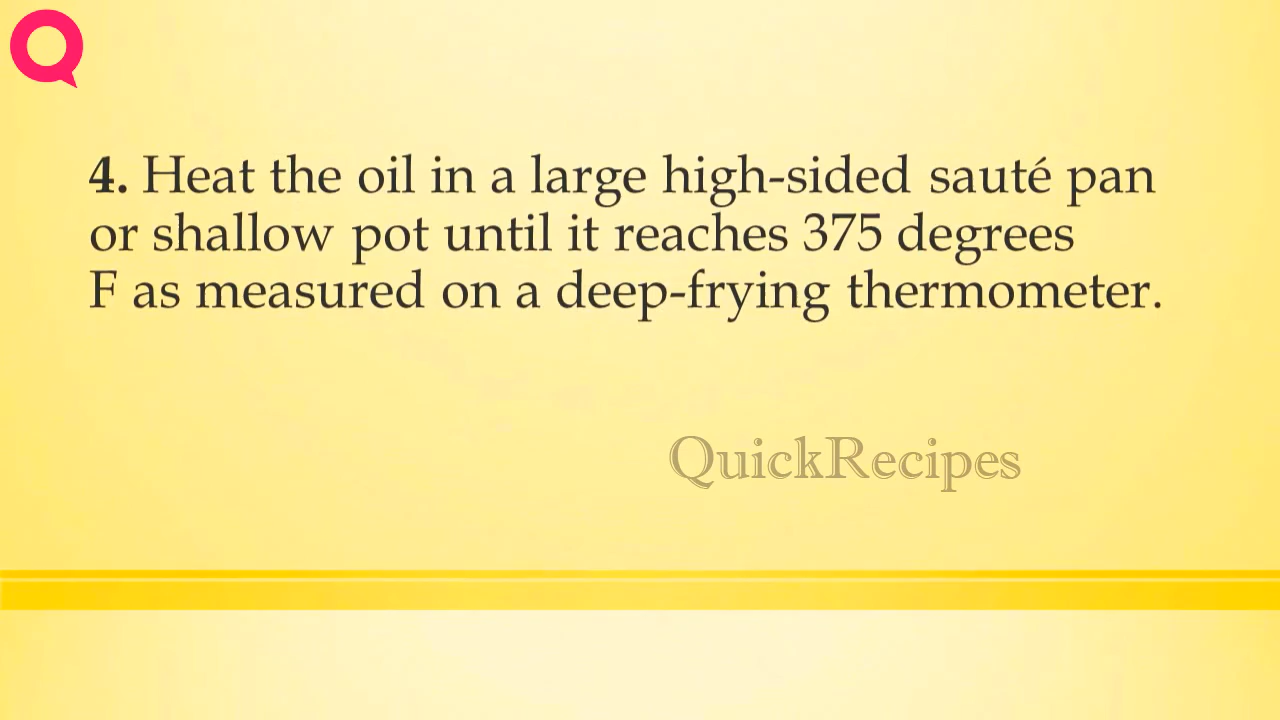 4. Heat the oil in a large high-sided sauté pan
or shallow pot until it reaches 375 degrees
F as measured on a deep-frying thermometer.
QuickRecipes